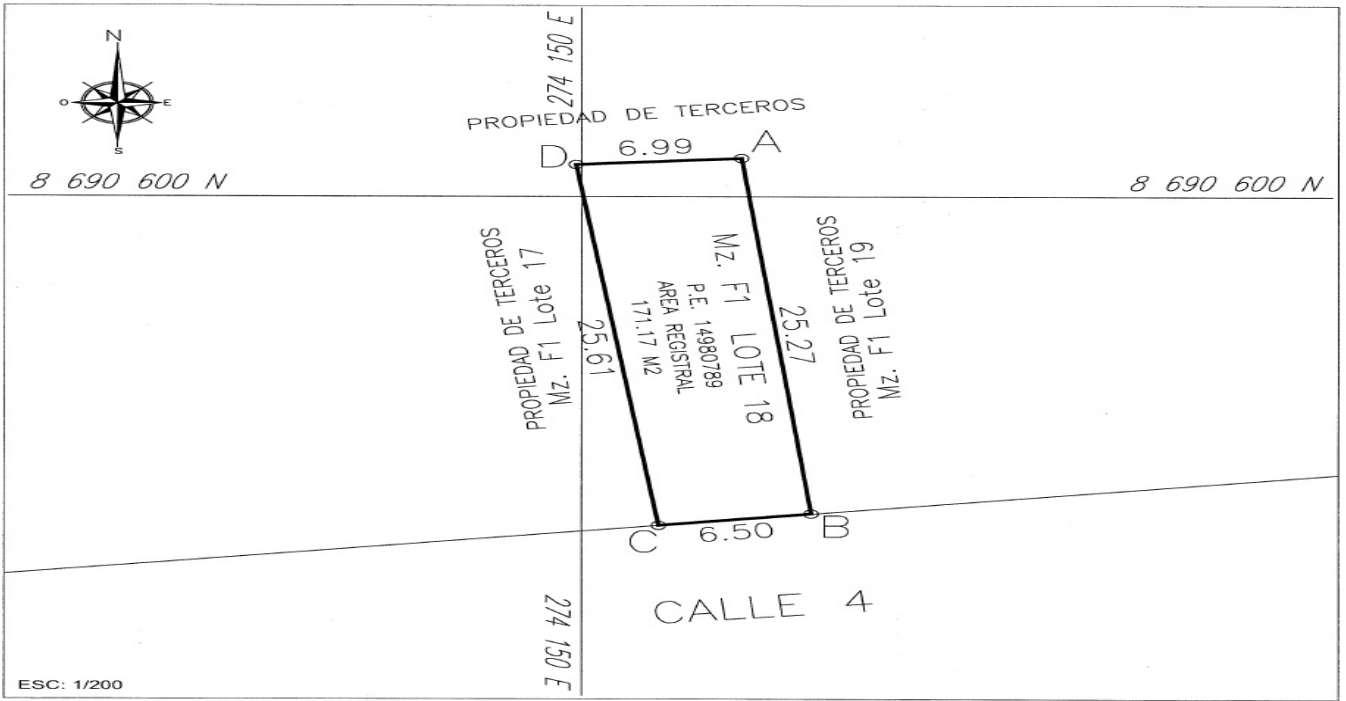 N
O
E
S
274 150 E
PROPIEDAD DE TERCEROS
D
6.99
A
8 690 600 N
8 690 600 N
PROPIEDAD DE TERCEROS
Mz. F1 Lote 17
25.61
Mz. F1 LOTE 18
P.E. 14980789
AREA REGISTRAL
171.17 M2
25.27
PROPIEDAD DE TERCEROS
Mz. F1 Lote 19
C
6.50
B
CALLE 4
274 150 E
ESC: 1/200